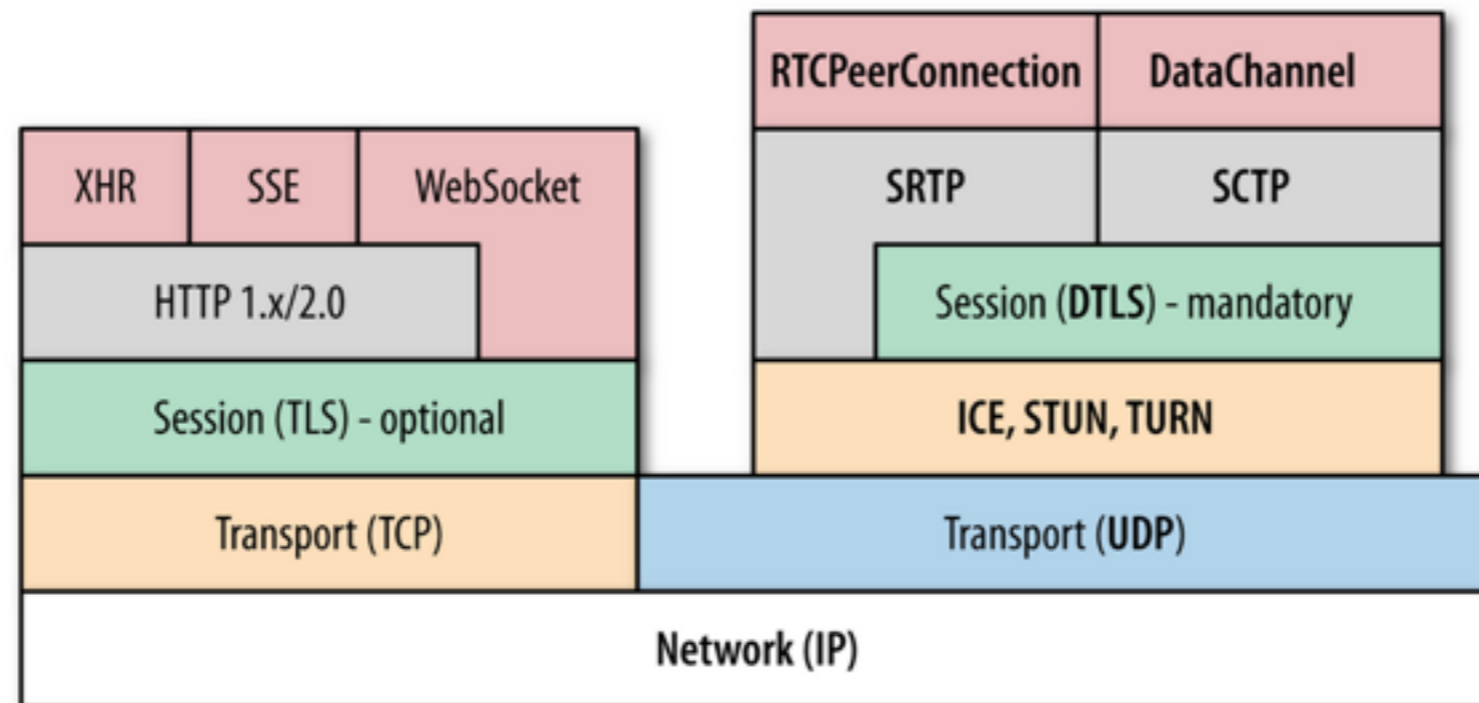 RTCPeerConnection DataChannel
XHR SSE WebSocket SRTP SCTP
HTTP 1.x/2.0 Session (DTLS) - mandatory
Session (TLS) - optional ICE, STUN, TURN
Transport (TCP) Transport (UDP)
Network (IP)